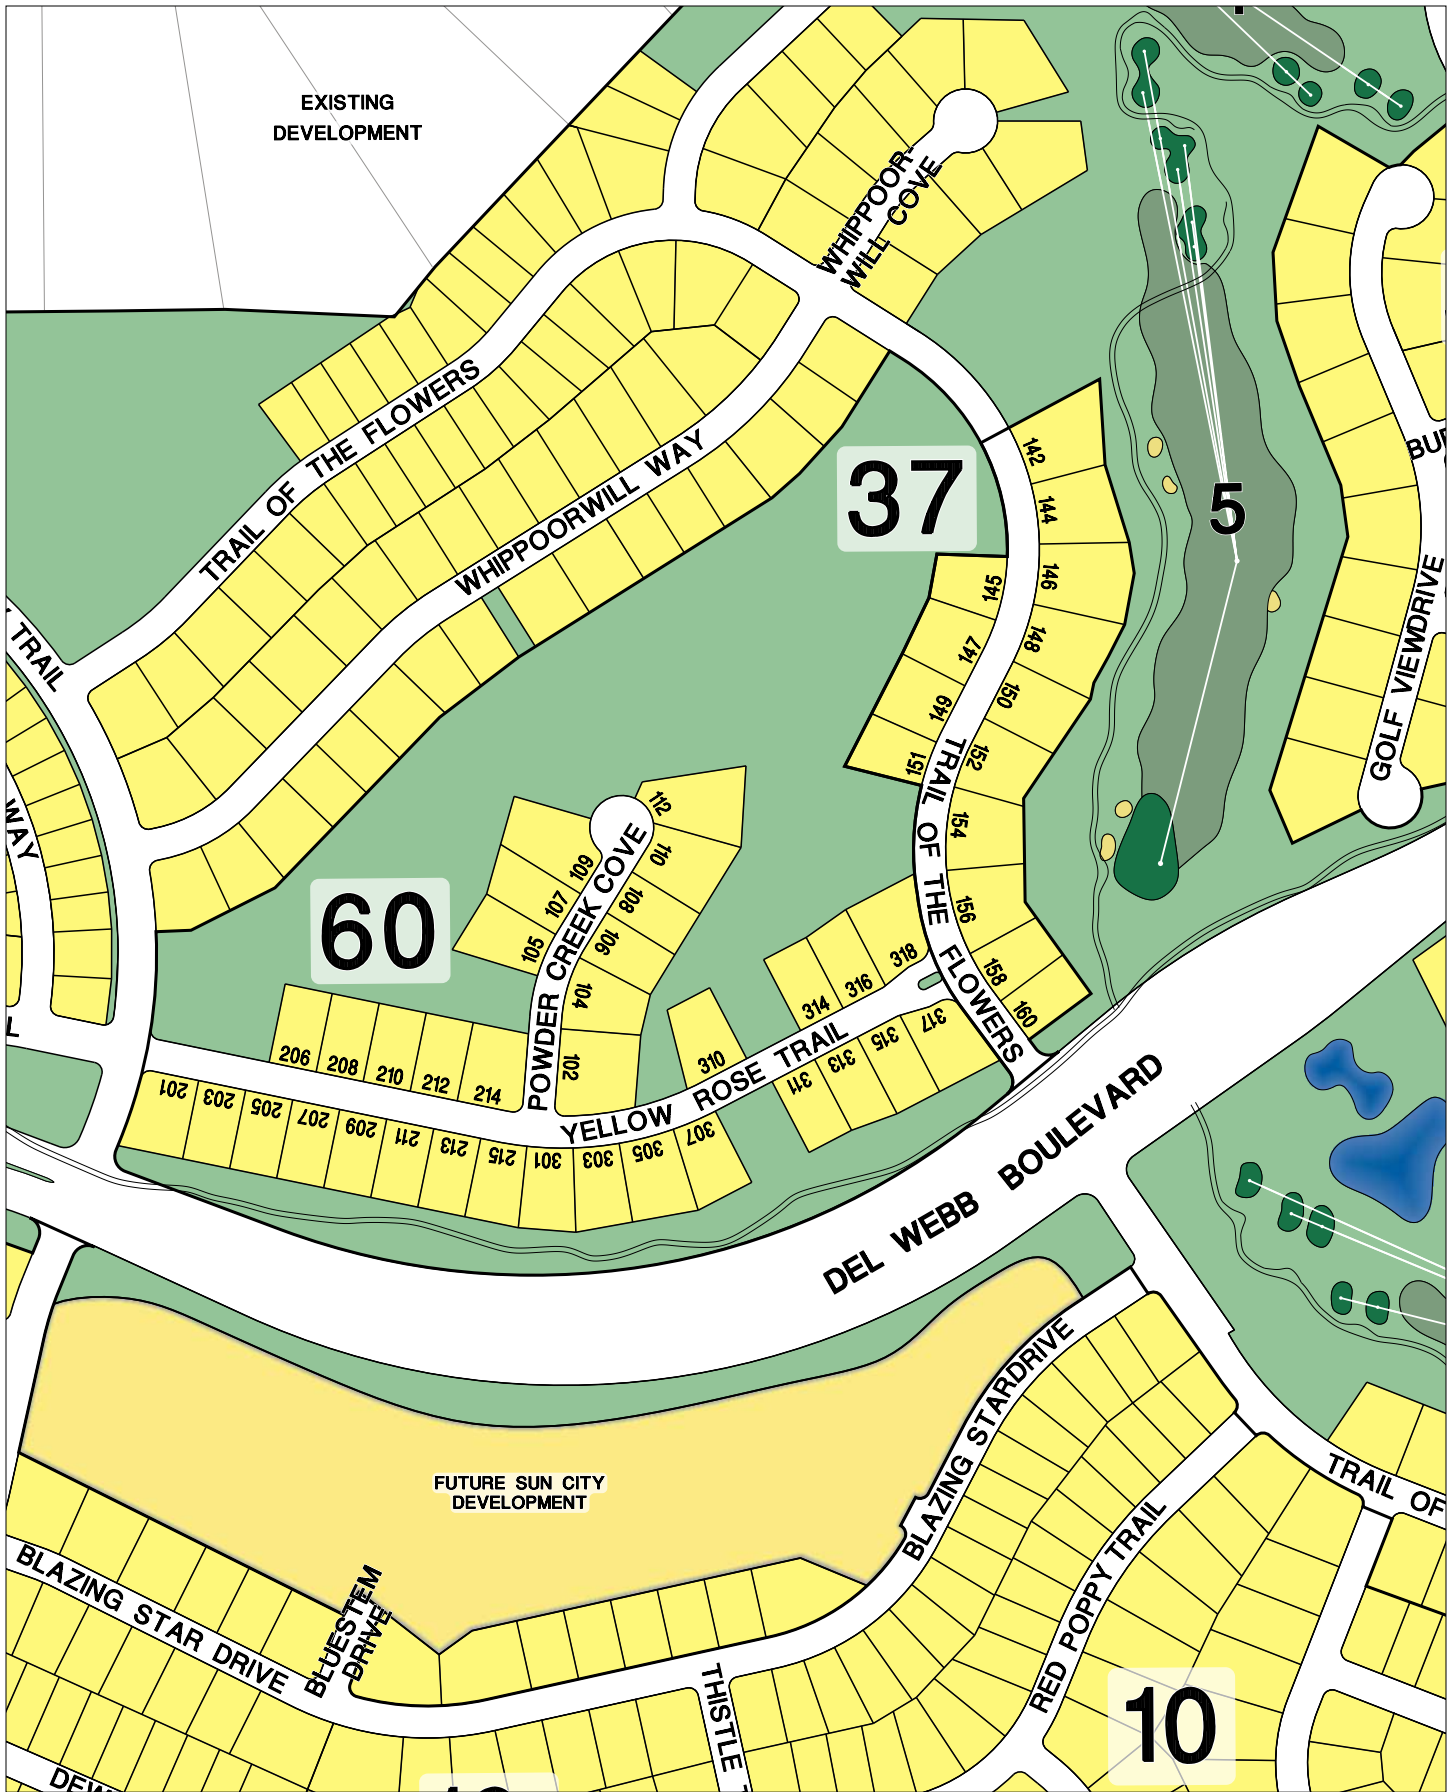 EXISTING
DEVELOPMENT
WHIPPOOR-
WILL COVE
TRAIL OF THE FLOWERS
WHIPPOORWILL WAY
37
5
142
144
146
148
150
152
154
156
158
160
145
147
149
151
TRAIL OF THE FLOWERS
GOLF VIEW DRIVE
TRAIL
WAY
60
POWDER CREEK COVE
112
110
108
106
104
102
109
107
105
206
208
210
212
214
201
203
205
207
209
211
213
215
301
303
305
307
310
314
316
318
311
313
315
317
YELLOW ROSE TRAIL
DEL WEBB BOULEVARD
FUTURE SUN CITY
DEVELOPMENT
BLAZING STAR DRIVE
BLAZING STAR DRIVE
BLUESTEM
DRIVE
RED POPPY TRAIL
TRAIL OF
THISTLE
10